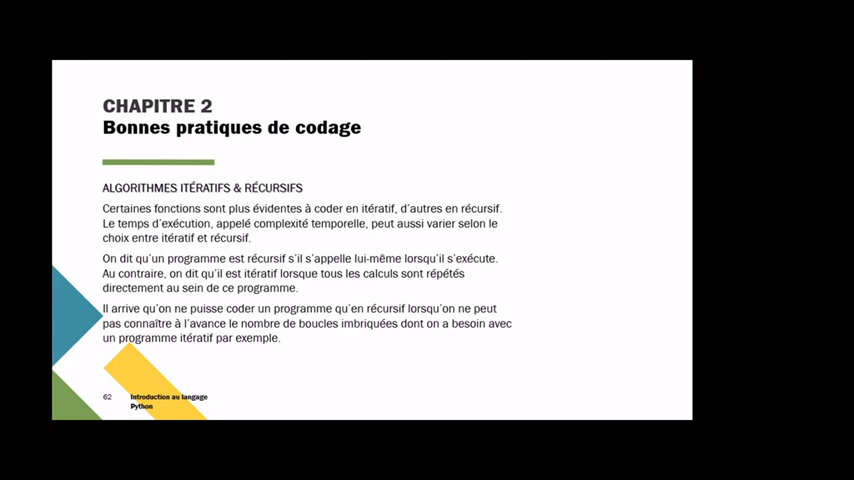 CHAPITRE 2
Bonnes pratiques de codage
ALGORITHMES ITÉRATIFS & RÉCURSIFS
Certaines fonctions sont plus évidentes à coder en itératif, d'autres en récursif.
Le temps d'exécution, appelé complexité temporelle, peut aussi varier selon le
choix entre itératif et récursif.
On dit qu'un programme est récursif s'il s'appelle lui-même lorsqu'il s'exécute.
Au contraire, on dit qu'il est itératif lorsque tous les calculs sont répétés
directement au sein de ce programme.
Il arrive qu'on ne puisse coder un programme qu'en récursif lorsqu'on ne peut
pas connaître à l'avance le nombre de boucles imbriquées dont on a besoin avec
un programme itératif par exemple.
62 Introduction au langage
Python